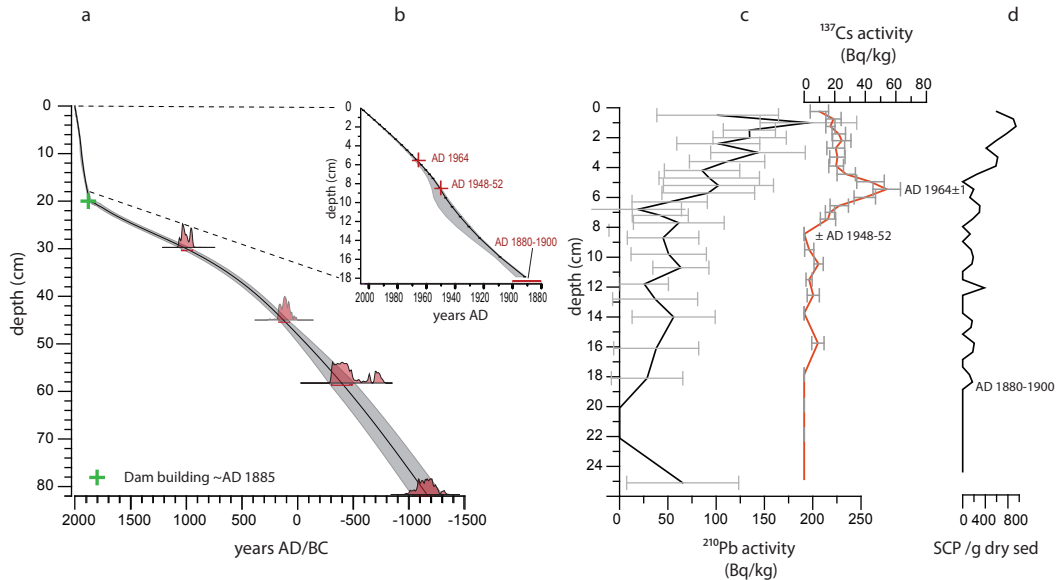 a
b
c
d
¹³⁷Cs activity
(Bq/kg)
0 20 40 60 80
0
10
20
30
40
50
60
70
80
depth (cm)
Dam building ~AD 1885
2000 1000 0 -500 -1000 -1500
years AD/BC
0
2
4
6
8
10
12
14
16
18
depth (cm)
AD 1964
AD 1948-52
AD 1880-1900
2000 1980 1960 1940 1920 1900 1880
years AD
0
1
2
3
4
5
6
7
8
9
10
12
14
16
18
20
22
24
depth (cm)
AD 1964±1
± AD 1948-52
0 50 100 150 200 250
²¹⁰Pb activity
(Bq/kg)
AD 1880-1900
0 400 800
SCP /g dry sed